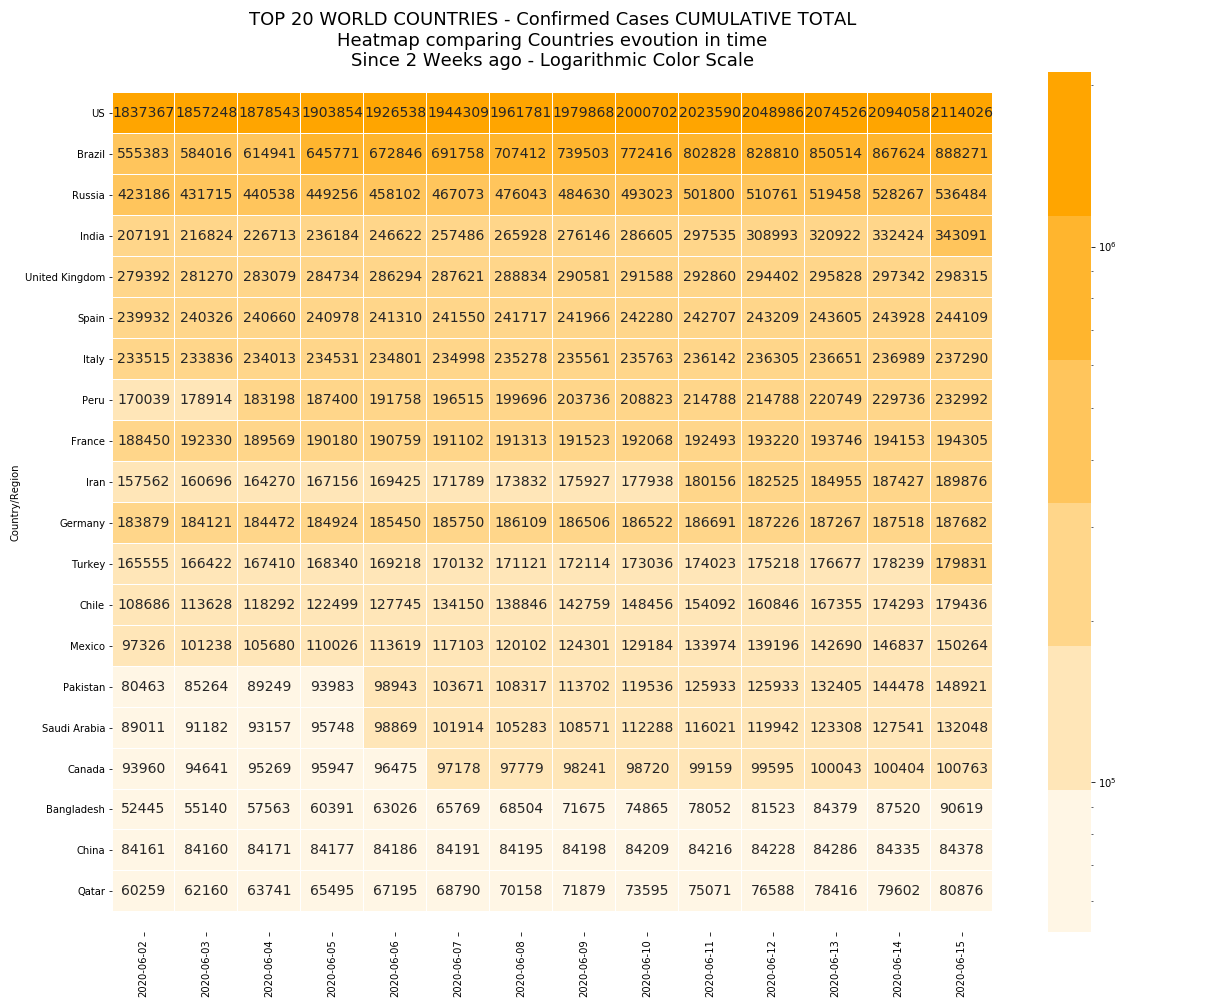 TOP 20 WORLD COUNTRIES - Confirmed Cases CUMULATIVE TOTAL
Heatmap comparing Countries evoution in time
Since 2 Weeks ago - Logarithmic Color Scale
US 1837367 1857248 1878543 1903854 1926538 1944309 1961781 1979868 2000702 2023590 2048986 2074526 2094058 2114026
Brazil 555383 584016 614941 645771 672846 691758 707412 739503 772416 802828 828810 850514 867624 888271
Russia 423186 431715 440538 449256 458102 467073 476043 484630 493023 501800 510761 519458 528267 536484
India 207191 216824 226713 236184 246622 257486 265928 276146 286605 297535 308993 320922 332424 343091
United Kingdom 279392 281270 283079 284734 286294 287621 288834 290581 291588 292860 294402 295828 297342 298315
Spain 239932 240326 240660 240978 241310 241550 241717 241966 242280 242707 243209 243605 243928 244109
Italy 233515 233836 234013 234531 234801 234998 235278 235561 235763 236142 236305 236651 236989 237290
Peru 170039 178914 183198 187400 191758 196515 199696 203736 208823 214788 214788 220749 229736 232992
France 188450 192330 189569 190180 190759 191102 191313 191523 192068 192493 193220 193746 194153 194305
Iran 157562 160696 164270 167156 169425 171789 173832 175927 177938 180156 182525 184955 187427 189876
Germany 183879 184121 184472 184924 185450 185750 186109 186506 186522 186691 187226 187267 187518 187682
Turkey 165555 166422 167410 168340 169218 170132 171121 172114 173036 174023 175218 176677 178239 179831
Chile 108686 113628 118292 122499 127745 134150 138846 142759 148456 154092 160846 167355 174293 179436
Mexico 97326 101238 105680 110026 113619 117103 120102 124301 129184 133974 139196 142690 146837 150264
Pakistan 80463 85264 89249 93983 98943 103671 108317 113702 119536 125933 125933 132405 144478 148921
Saudi Arabia 89011 91182 93157 95748 98869 101914 105283 108571 112288 116021 119942 123308 127541 132048
Canada 93960 94641 95269 95947 96475 97178 97779 98241 98720 99159 99595 100043 100404 100763
Bangladesh 52445 55140 57563 60391 63026 65769 68504 71675 74865 78052 81523 84379 87520 90619
China 84161 84160 84171 84177 84186 84191 84195 84198 84209 84216 84228 84286 84335 84378
Qatar 60259 62160 63741 65495 67195 68790 70158 71879 73595 75071 76588 78416 79602 80876
2020-06-02 2020-06-03 2020-06-04 2020-06-05 2020-06-06 2020-06-07 2020-06-08 2020-06-09 2020-06-10 2020-06-11 2020-06-12 2020-06-13 2020-06-14 2020-06-15
Country/Region
10⁶
10⁵